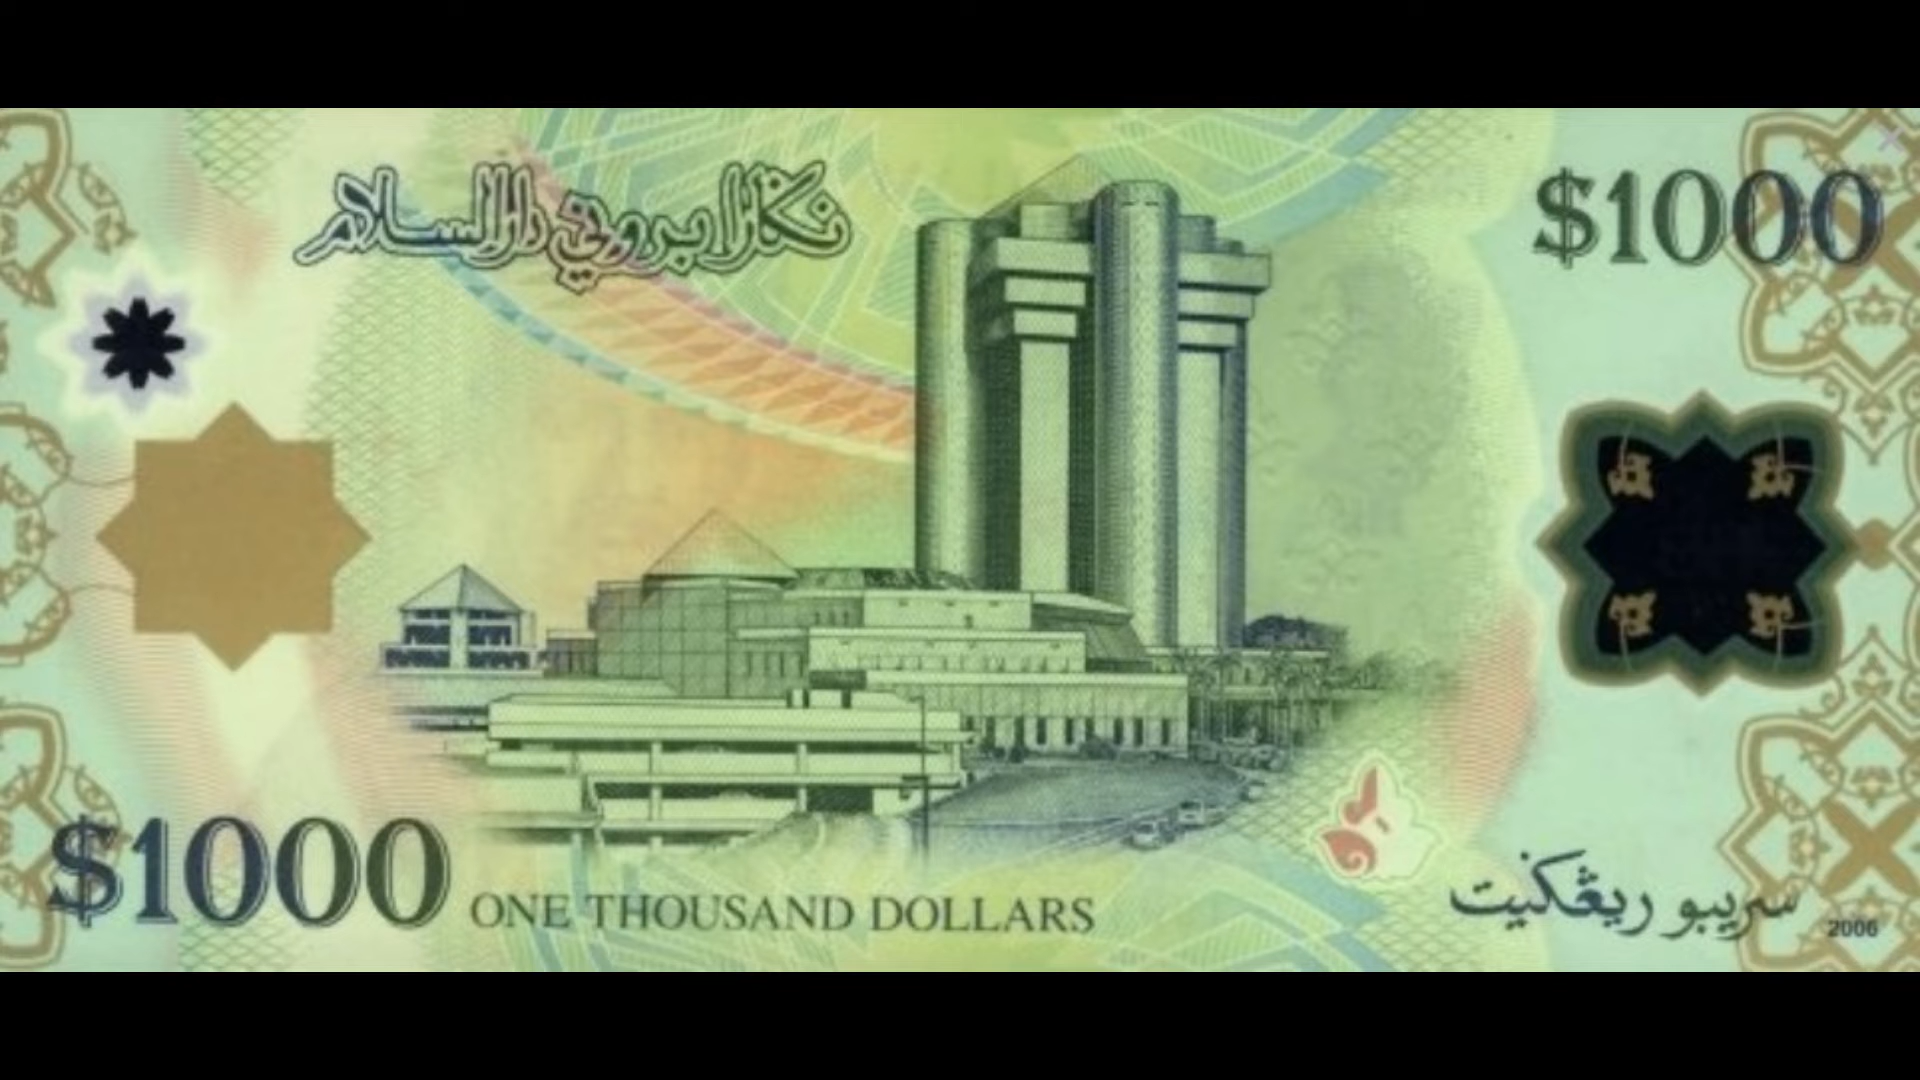 نݢارا بروني دارالسلام
$1000
$1000
ONE THOUSAND DOLLARS
سريبو ريڠݢيت
2006